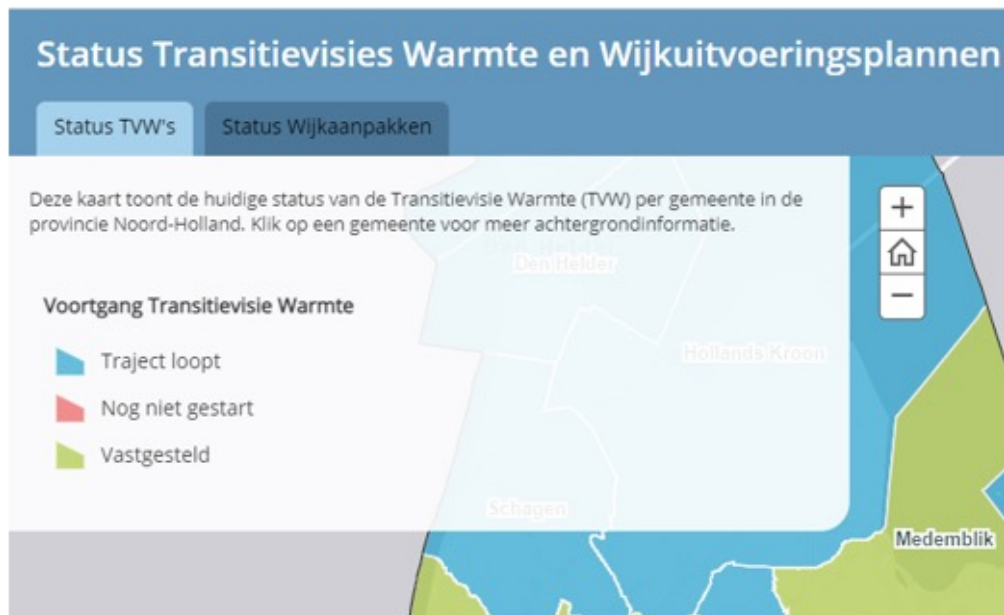 Status Transitievisies Warmte en Wijkuitvoeringsplannen
Status TVW's
Status Wijkaanpakken
Deze kaart toont de huidige status van de Transitievisie Warmte (TVW) per gemeente in de
provincie Noord-Holland. Klik op een gemeente voor meer achtergrondinformatie.
Den Helder
Den Helder
Voortgang Transitievisie Warmte
Hollands Kroon
Traject loopt
Nog niet gestart
Vastgesteld
Schagen
Medemblik